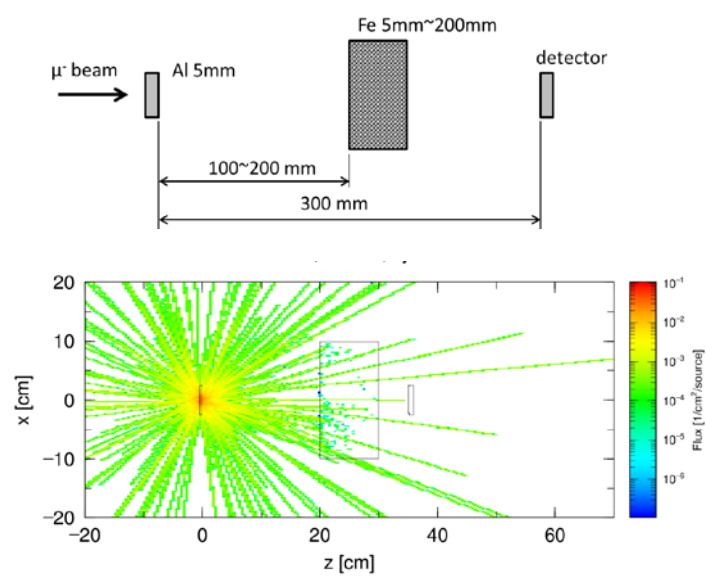 Fe 5mm~200mm
μ⁻ beam
Al 5mm
detector
100~200 mm
300 mm
20
10
0
−10
−20
x [cm]
−20
0
20
40
60
z [cm]
10⁻¹
10⁻²
10⁻³
10⁻⁴
10⁻⁵
10⁻⁶
Flux [1/cm²/source]